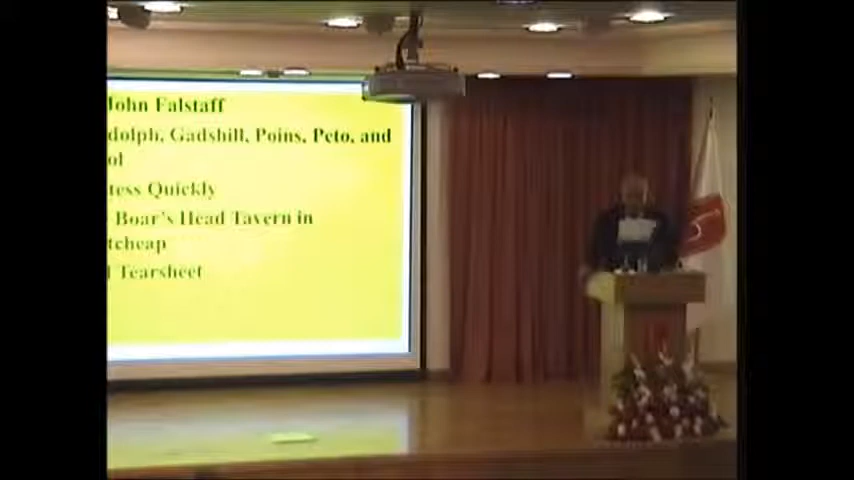 John Falstaff
dolph, Gadshill, Poins, Peto, and
ol
tess Quickly
Boar's Head Tavern in
tcheap
Tearsheet